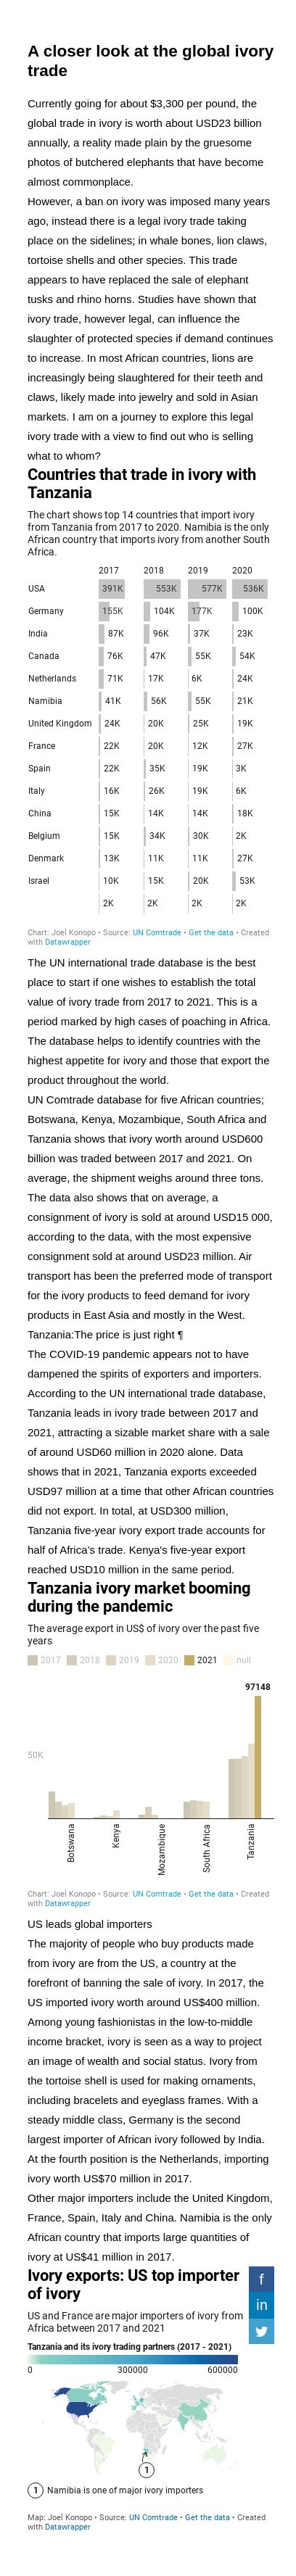 A closer look at the global ivory
trade
Currently going for about $3,300 per pound, the
global trade in ivory is worth about USD23 billion
annually, a reality made plain by the gruesome
photos of butchered elephants that have become
almost commonplace.
However, a ban on ivory was imposed many years
ago, instead there is a legal ivory trade taking
place on the sidelines; in whale bones, lion claws,
tortoise shells and other species. This trade
appears to have replaced the sale of elephant
tusks and rhino horns. Studies have shown that
ivory trade, however legal, can influence the
slaughter of protected species if demand continues
to increase. In most African countries, lions are
increasingly being slaughtered for their teeth and
claws, likely made into jewelry and sold in Asian
markets. I am on a journey to explore this legal
ivory trade with a view to find out who is selling
what to whom?
Countries that trade in ivory with
Tanzania
The chart shows top 14 countries that import ivory
from Tanzania from 2017 to 2020. Namibia is the only
African country that imports ivory from another South
Africa.
2017 2018 2019 2020
USA 391K 553K 577K 536K
Germany 155K 104K 177K 100K
India 87K 96K 37K 23K
Canada 76K 47K 55K 54K
Netherlands 71K 17K 6K 24K
Namibia 41K 56K 55K 21K
United Kingdom 24K 20K 25K 19K
France 22K 20K 12K 27K
Spain 22K 35K 19K 3K
Italy 16K 26K 19K 6K
China 15K 14K 14K 18K
Belgium 15K 34K 30K 2K
Denmark 13K 11K 11K 27K
Israel 10K 15K 20K 53K
2K 2K 2K 2K
Chart: Joel Konopo • Source: UN Comtrade • Get the data • Created
with Datawrapper
The UN international trade database is the best
place to start if one wishes to establish the total
value of ivory trade from 2017 to 2021. This is a
period marked by high cases of poaching in Africa.
The database helps to identify countries with the
highest appetite for ivory and those that export the
product throughout the world.
UN Comtrade database for five African countries;
Botswana, Kenya, Mozambique, South Africa and
Tanzania shows that ivory worth around USD600
billion was traded between 2017 and 2021. On
average, the shipment weighs around three tons.
The data also shows that on average, a
consignment of ivory is sold at around USD15 000,
according to the data, with the most expensive
consignment sold at around USD23 million. Air
transport has been the preferred mode of transport
for the ivory products to feed demand for ivory
products in East Asia and mostly in the West.
Tanzania:The price is just right ¶
The COVID-19 pandemic appears not to have
dampened the spirits of exporters and importers.
According to the UN international trade database,
Tanzania leads in ivory trade between 2017 and
2021, attracting a sizable market share with a sale
of around USD60 million in 2020 alone. Data
shows that in 2021, Tanzania exports exceeded
USD97 million at a time that other African countries
did not export. In total, at USD300 million,
Tanzania five-year ivory export trade accounts for
half of Africa's trade. Kenya's five-year export
reached USD10 million in the same period.
Tanzania ivory market booming
during the pandemic
The average export in US$ of ivory over the past five
years
2017 2018 2019 2020 2021 null
97148
50K
Botswana
Kenya
Mozambique
South Africa
Tanzania
Chart: Joel Konopo • Source: UN Comtrade • Get the data • Created
with Datawrapper
US leads global importers
The majority of people who buy products made
from ivory are from the US, a country at the
forefront of banning the sale of ivory. In 2017, the
US imported ivory worth around US$400 million.
Among young fashionistas in the low-to-middle
income bracket, ivory is seen as a way to project
an image of wealth and social status. Ivory from
the tortoise shell is used for making ornaments,
including bracelets and eyeglass frames. With a
steady middle class, Germany is the second
largest importer of African ivory followed by India.
At the fourth position is the Netherlands, importing
ivory worth US$70 million in 2017.
Other major importers include the United Kingdom,
France, Spain, Italy and China. Namibia is the only
African country that imports large quantities of
ivory at US$41 million in 2017.
Ivory exports: US top importer
of ivory
f
in
US and France are major importers of ivory from
Africa between 2017 and 2021
Tanzania and its ivory trading partners (2017 - 2021)
0 300000 600000
1
1 Namibia is one of major ivory importers
Map: Joel Konopo • Source: UN Comtrade • Get the data • Created
with Datawrapper